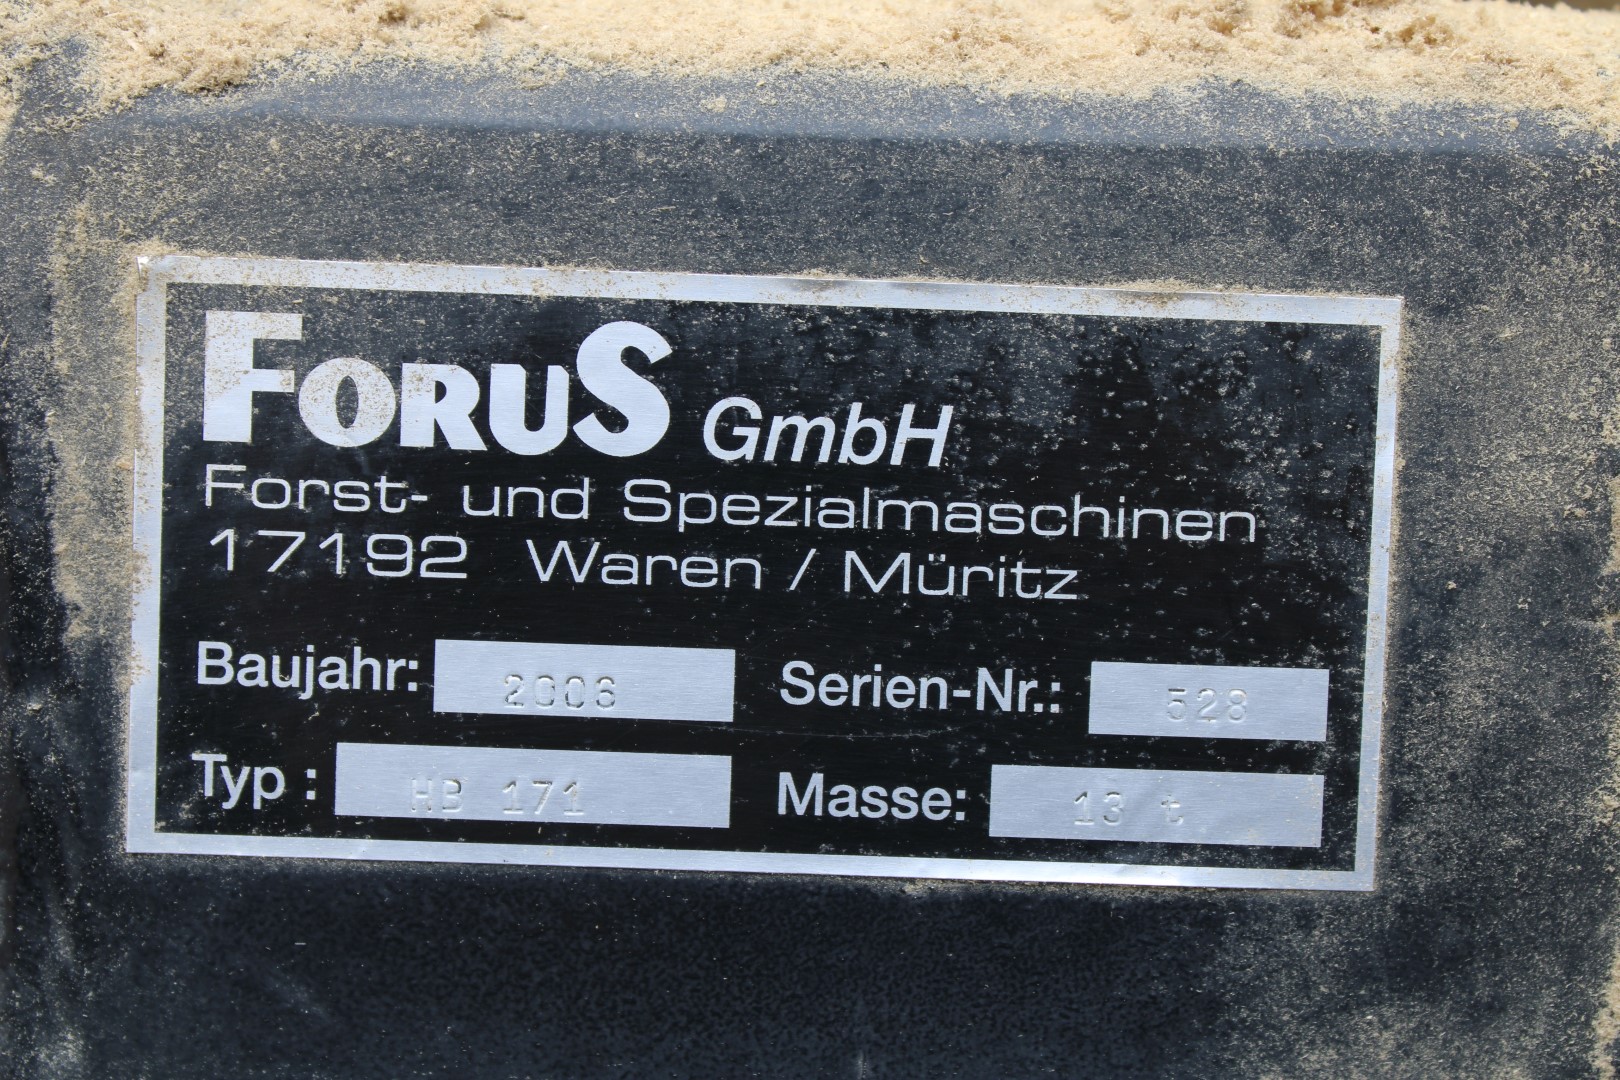 FORUS GmbH
Forst- und Spezialmaschinen
17192 Waren / Müritz
Baujahr: 2006 Serien-Nr.: 528
Typ : HB 171 Masse: 13 t